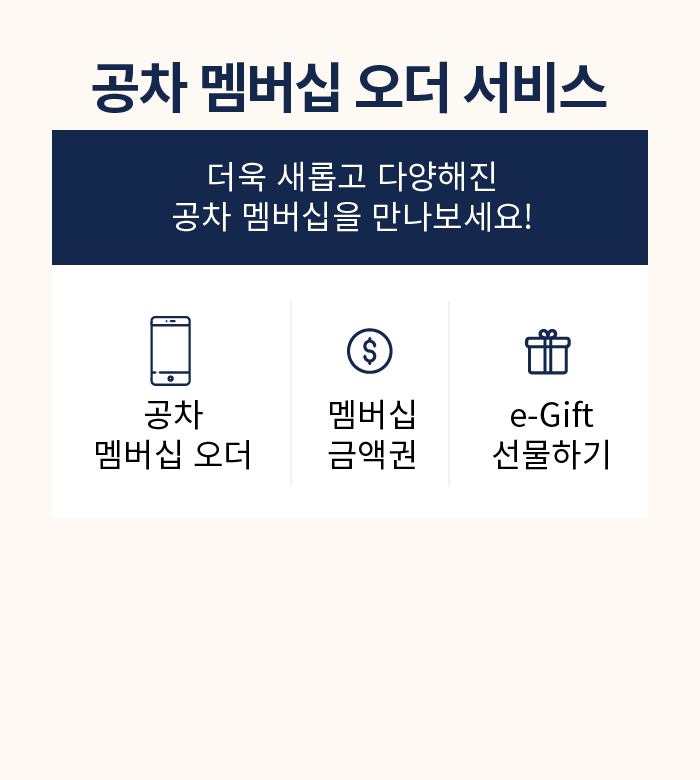 공차 멤버십 오더 서비스
더욱 새롭고 다양해진
공차 멤버십을 만나보세요!
공차
멤버십 오더
멤버십
금액권
e-Gift
선물하기